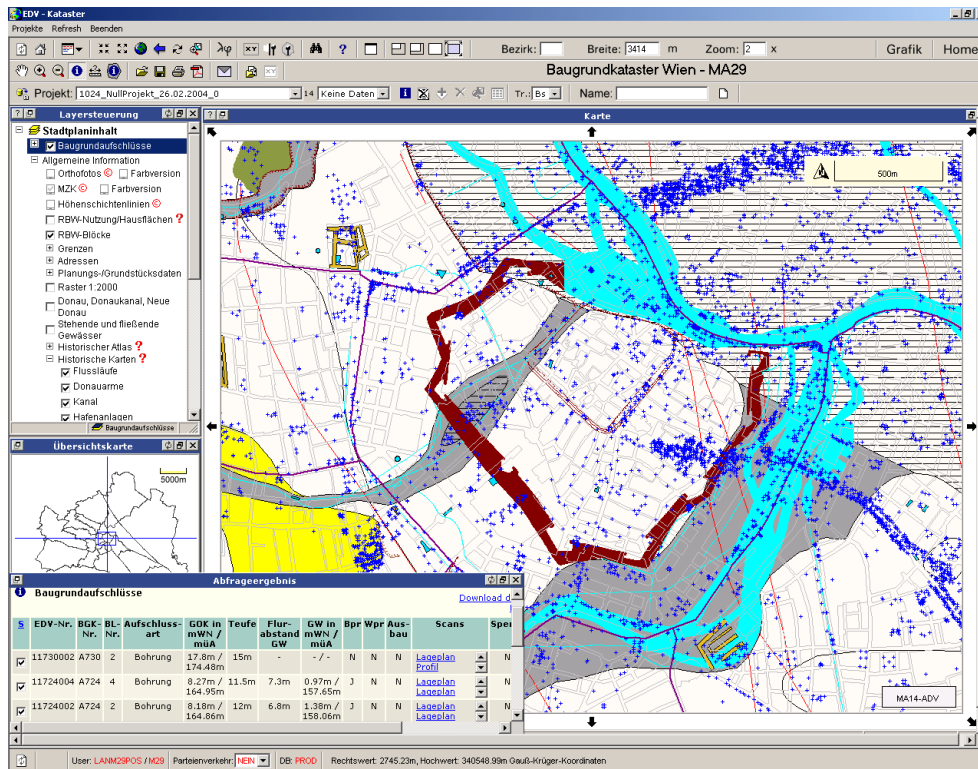 EDV - Kataster
Projekte Refresh Beenden
λφ XY ? Bezirk: Breite: 3414 m Zoom: 2 x Grafik Home
XY Baugrundkataster Wien - MA29
Projekt: 1024_NullProjekt_26.02.2004_0 14 Keine Daten Tr.: Bs Name:
Layersteuerung
Stadtplaninhalt
Baugrundaufschlüsse
Allgemeine Information
Orthofotos © Farbversion
MZK © Farbversion
Höhenschichtenlinien ©
RBW-Nutzung/Hausflächen ?
RBW-Blöcke
Grenzen
Adressen
Planungs-/Grundstücksdaten
Raster 1:2000
Donau, Donaukanal, Neue
Donau
Stehende und fließende
Gewässer
Historischer Atlas ?
Historische Karten ?
Flussläufe
Donauarme
Kanal
Hafenanlagen
Baugrundaufschlüsse
Karte
500m
MA14-ADV
Übersichtskarte
5000m
Abfrageergebnis
Baugrundaufschlüsse
Download d
S EDV-Nr. BGK-Nr. BL-Nr. Aufschluss-art GOK in mWN / müA Teufe Flur-abstand GW GW in mWN / müA Bpr Wpr Aus-bau Scans Sper
11730002 A730 2 Bohrung 17.8m / 174.48m 15m - - / - N N N Lageplan Profil N
11724004 A724 4 Bohrung 8.27m / 164.95m 11.5m 7.3m 0.97m / 157.65m J N N Lageplan Lageplan N
11724002 A724 2 Bohrung 8.18m / 164.86m 12m 6.8m 1.38m / 158.06m J N N Lageplan Lageplan N
User: LANM29POS / M29 Parteienverkehr: NEIN DB: PROD Rechtswert: 2745.23m, Hochwert: 340548.99m Gauß-Krüger-Koordinaten